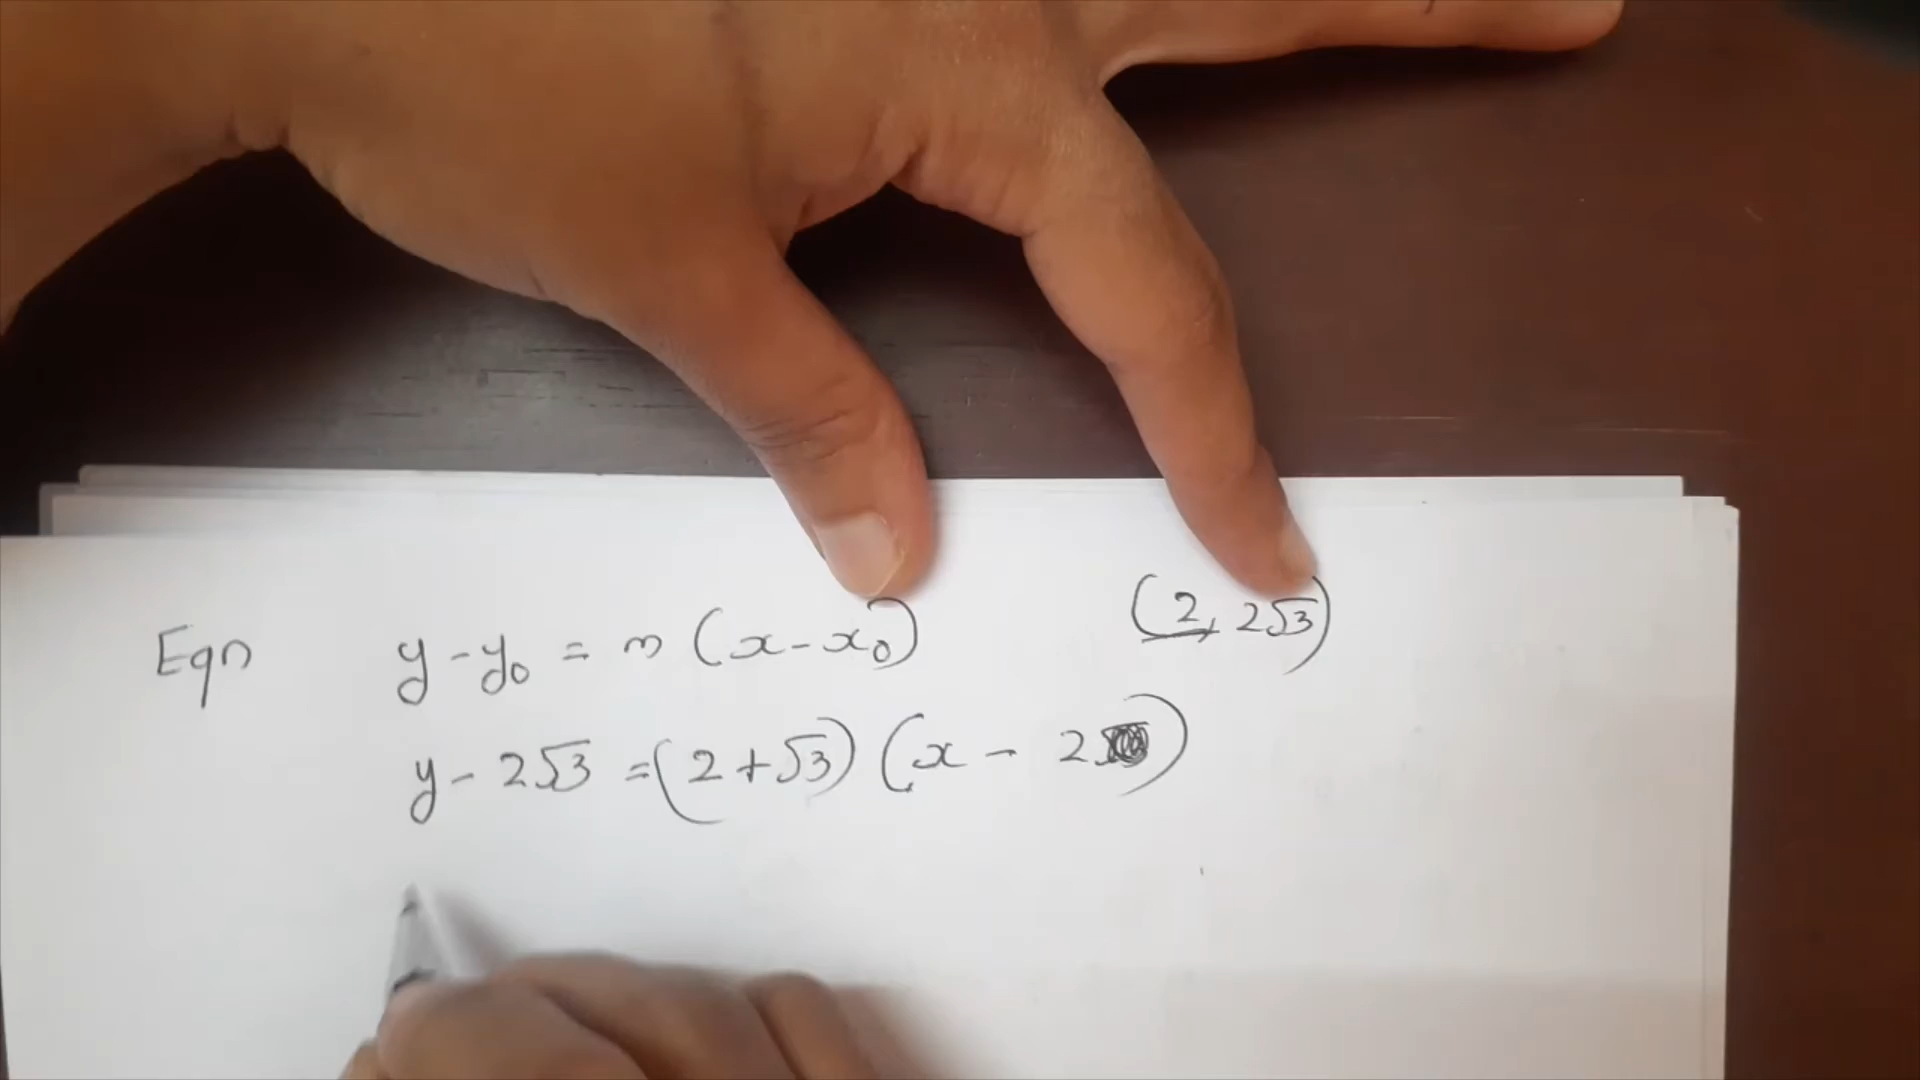 Eqn y - y₀ = m (x - x₀) (2, 2√3)
y - 2√3 = (2 + √3) (x - 2)